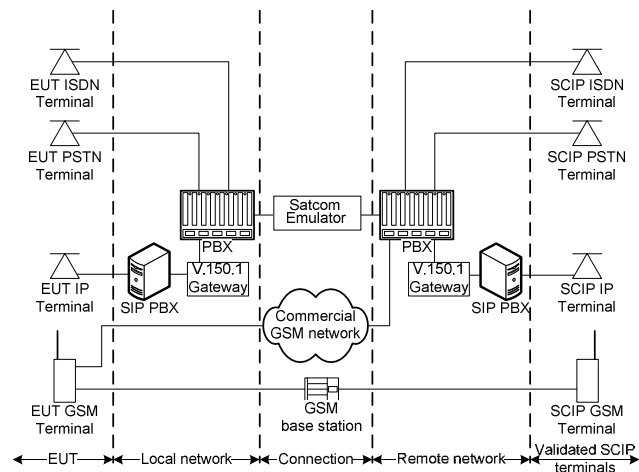 EUT ISDN
Terminal
SCIP ISDN
Terminal
EUT PSTN
Terminal
SCIP PSTN
Terminal
Satcom
Emulator
PBX
PBX
V.150.1
Gateway
V.150.1
Gateway
EUT IP
Terminal
SIP PBX
SIP PBX
SCIP IP
Terminal
Commercial
GSM network
EUT GSM
Terminal
GSM
base station
SCIP GSM
Terminal
EUT
Local network
Connection
Remote network
Validated SCIP
terminals